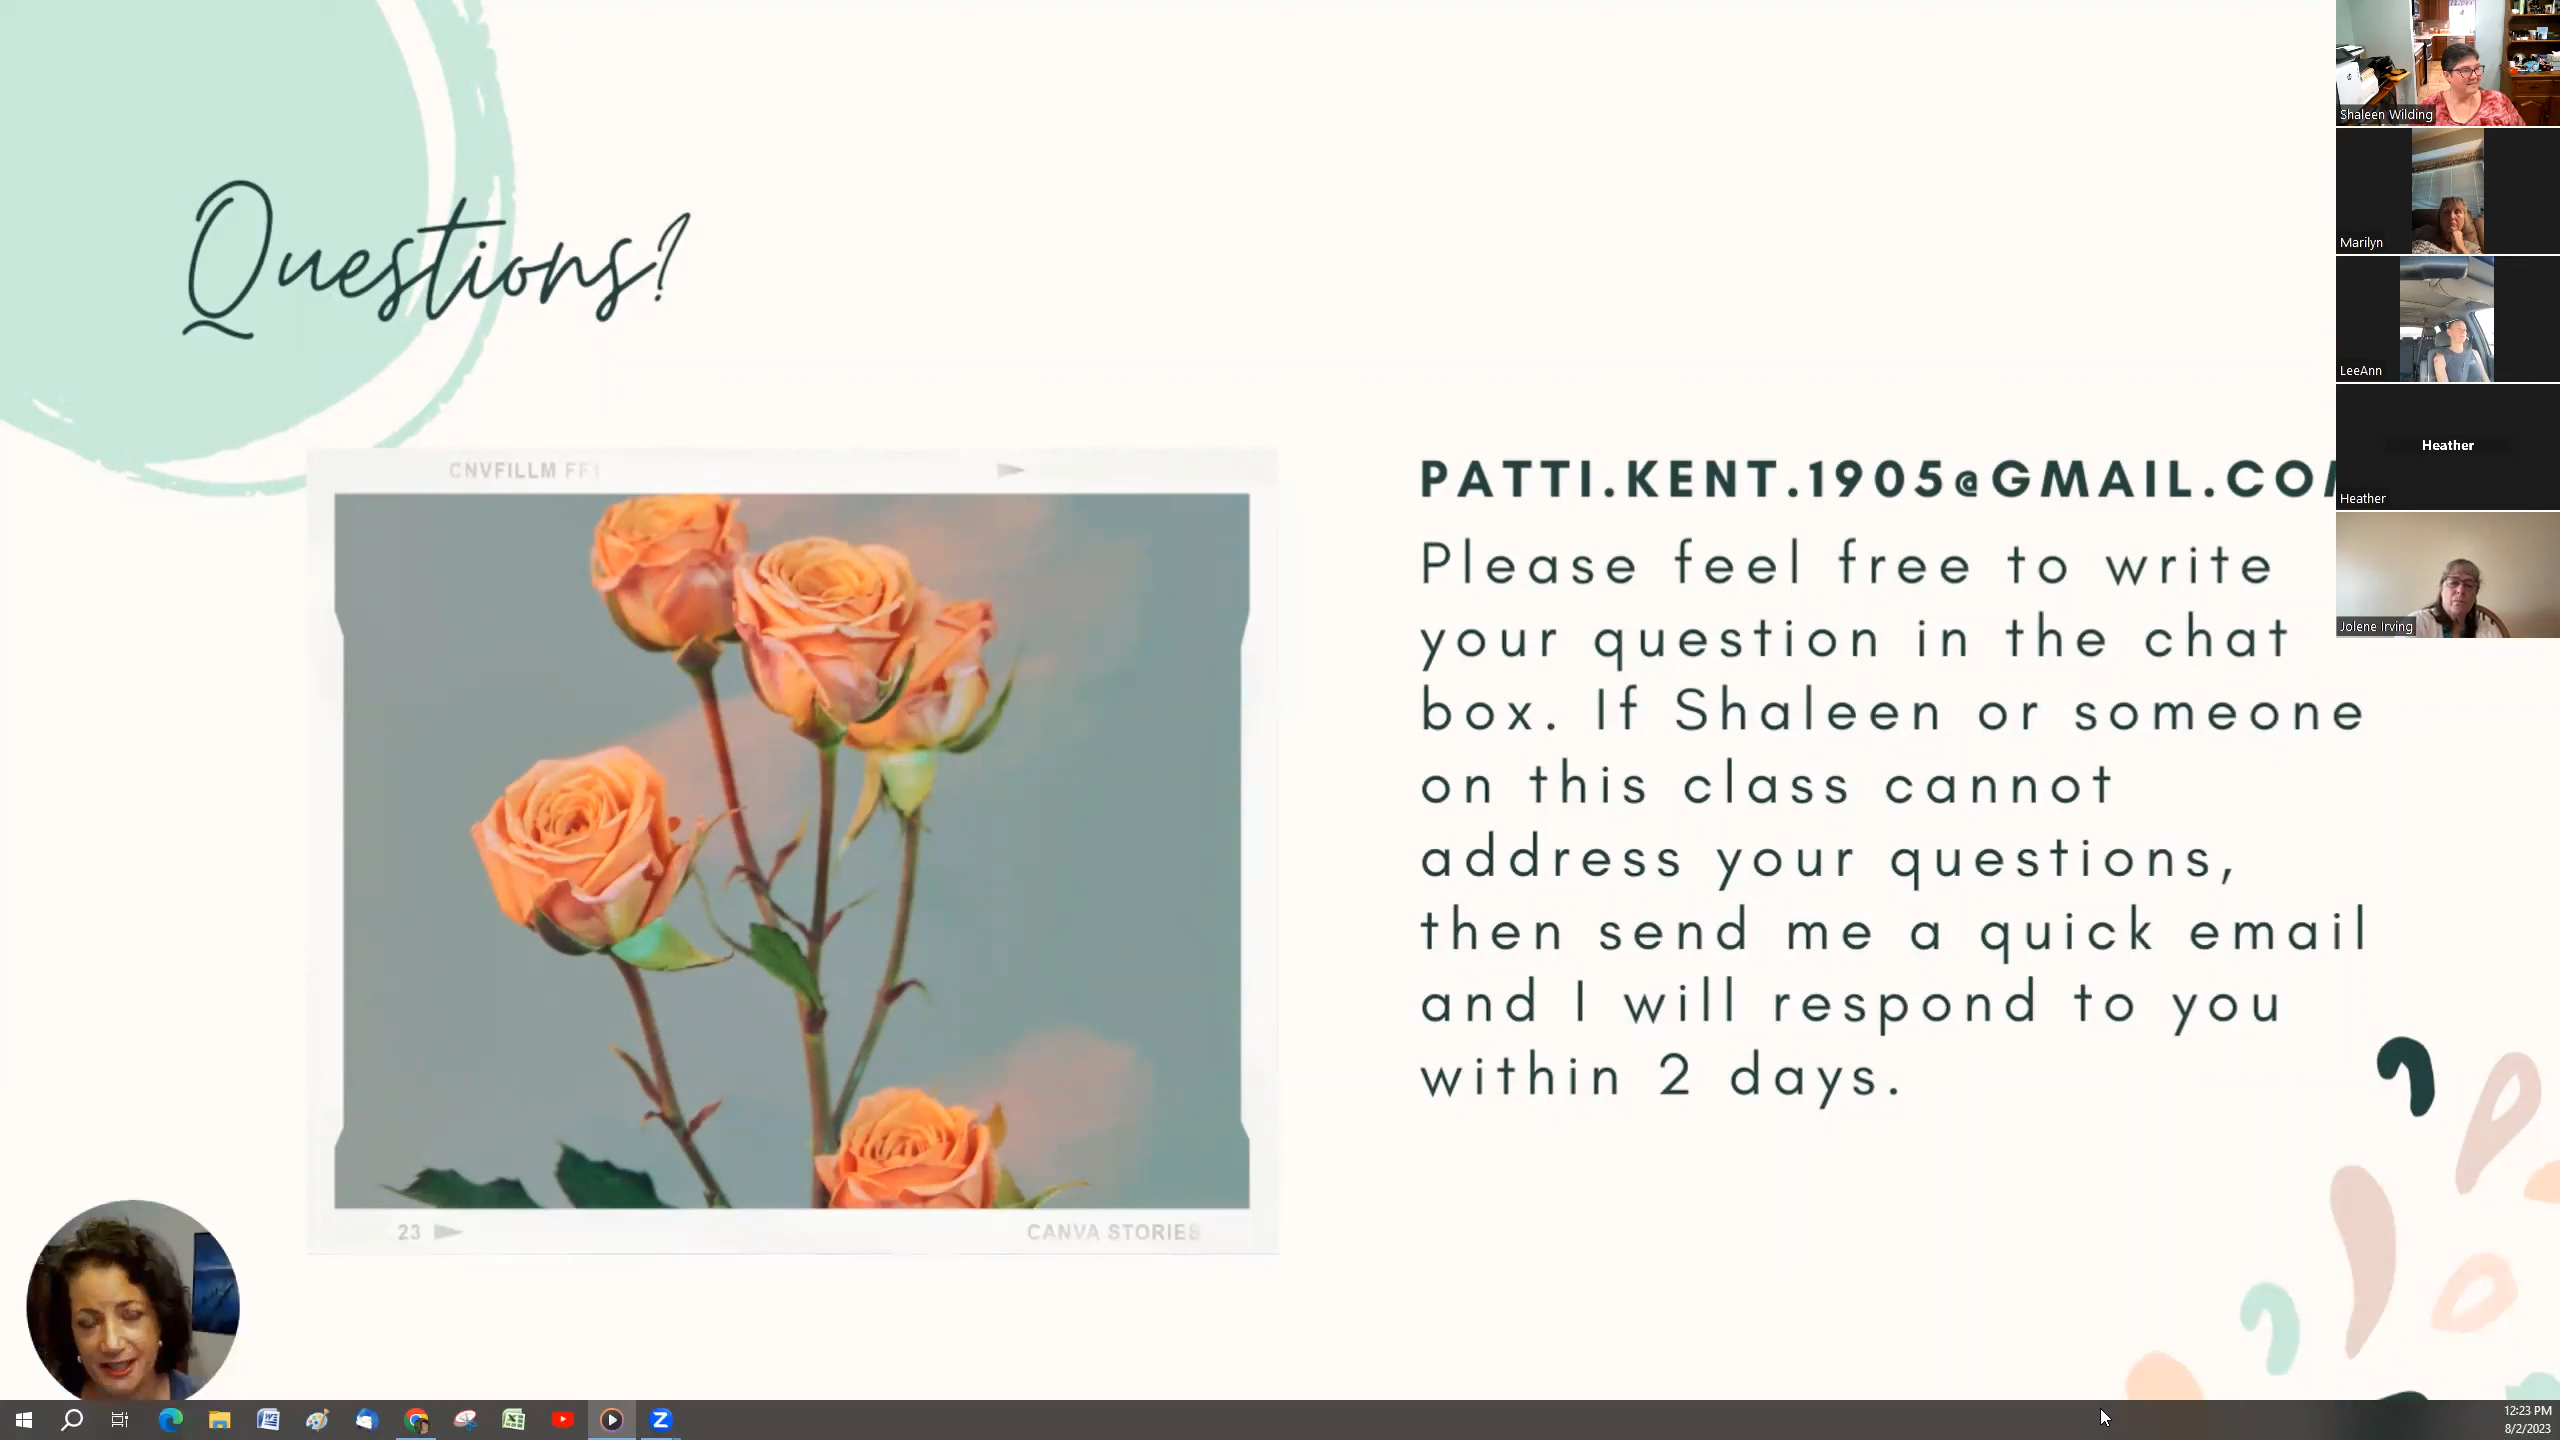 Questions?
CNVFILLM FF1
PATTI.KENT.1905@GMAIL.CO
Please feel free to write
your question in the chat
box. If Shaleen or someone
on this class cannot
address your questions,
then send me a quick email
and I will respond to you
within 2 days.
23
CANVA STORIES
Shaleen Wilding
Marilyn
LeeAnn
Heather
Heather
Jolene Irving
12:23 PM
8/2/2023